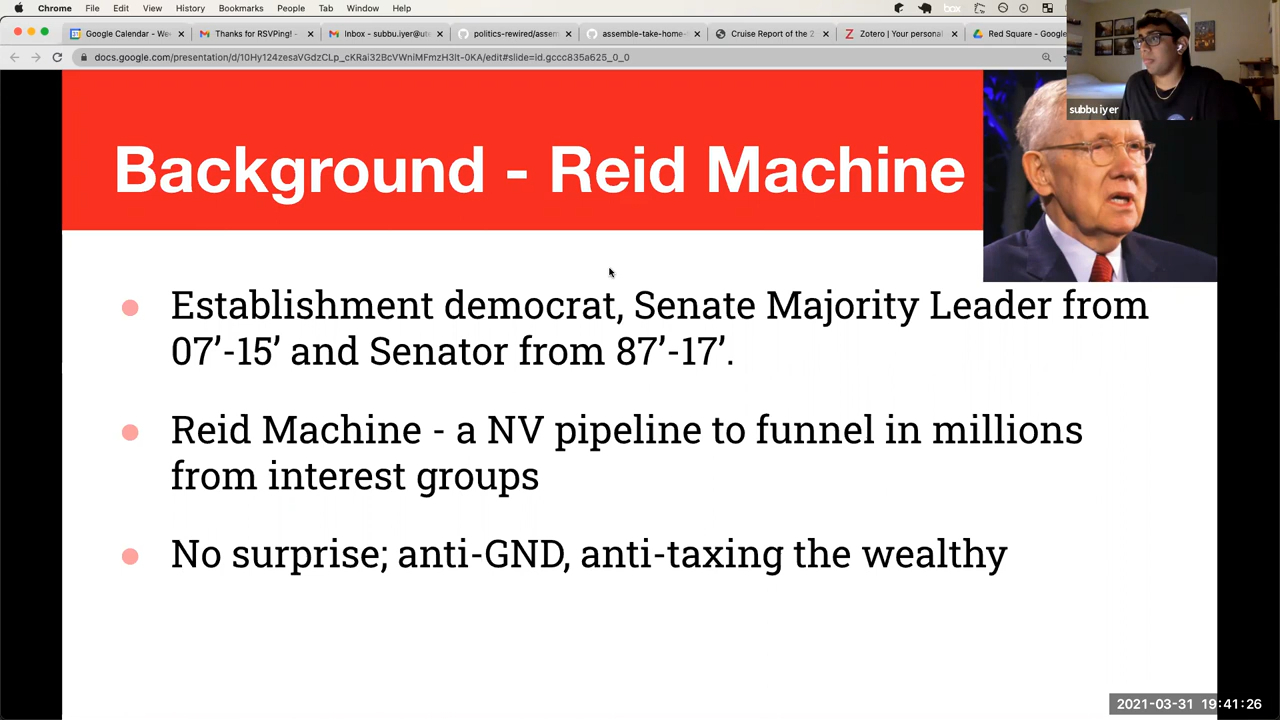 Chrome File Edit View History Bookmarks People Tab Window Help
Google Calendar - We
Thanks for RSVPing! -
Inbox - subbu.iyer@ut
politics-rewired/assem
assemble-take-home-
Cruise Report of the 2
Zotero | Your personal
Red Square - Google
docs.google.com/presentation/d/10Hy124zesaVGdzCLp_cKRai32BcVWniMFmzH3lt-0KA/edit#slide=id.gccc835a625_0_0
subbu iyer
Background - Reid Machine
Establishment democrat, Senate Majority Leader from
07’-15’ and Senator from 87’-17’.
Reid Machine - a NV pipeline to funnel in millions
from interest groups
No surprise; anti-GND, anti-taxing the wealthy
2021-03-31 19:41:26